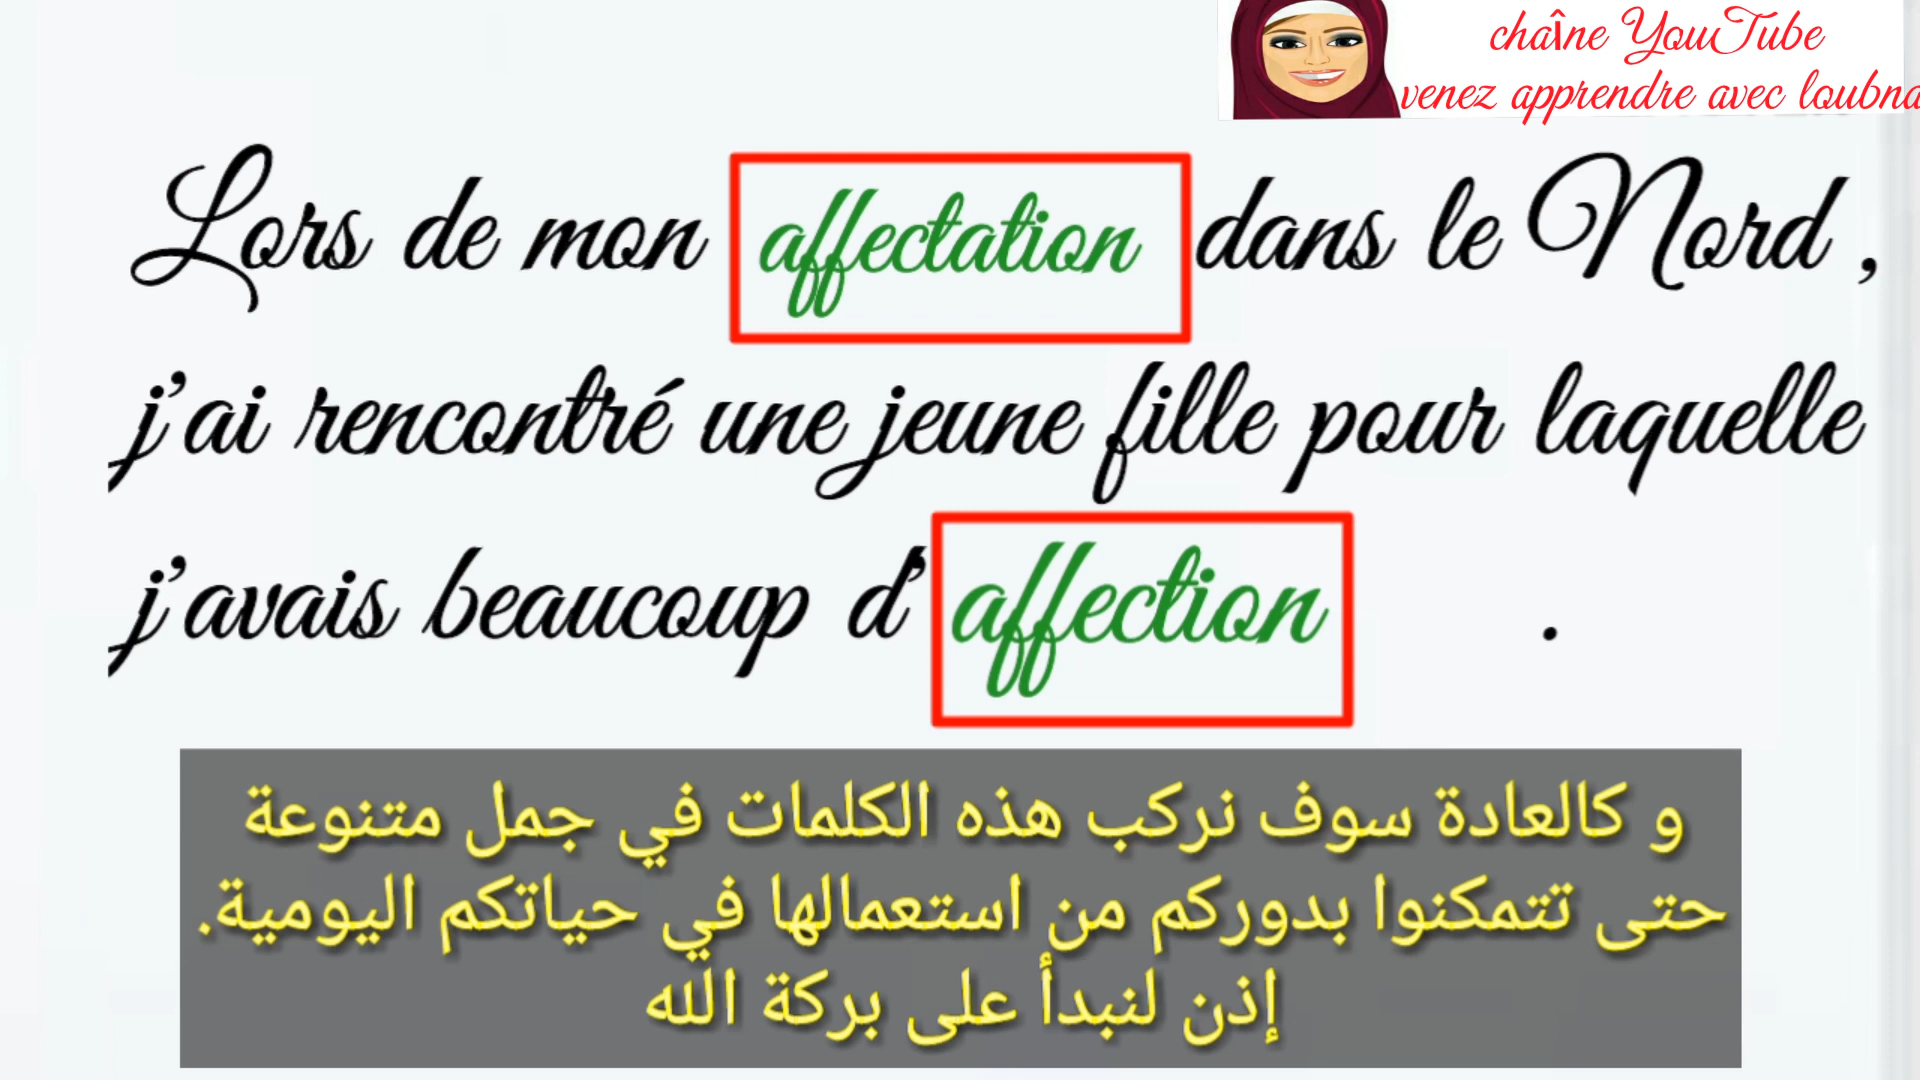 chaîne YouTube
venez apprendre avec loubna
Lors de mon affectation dans le Nord ,
j'ai rencontré une jeune fille pour laquelle
j'avais beaucoup d' affection .
و كالعادة سوف نركب هذه الكلمات في جمل متنوعة
حتى تتمكنوا بدوركم من استعمالها في حياتكم اليومية.
إذن لنبدأ على بركة الله